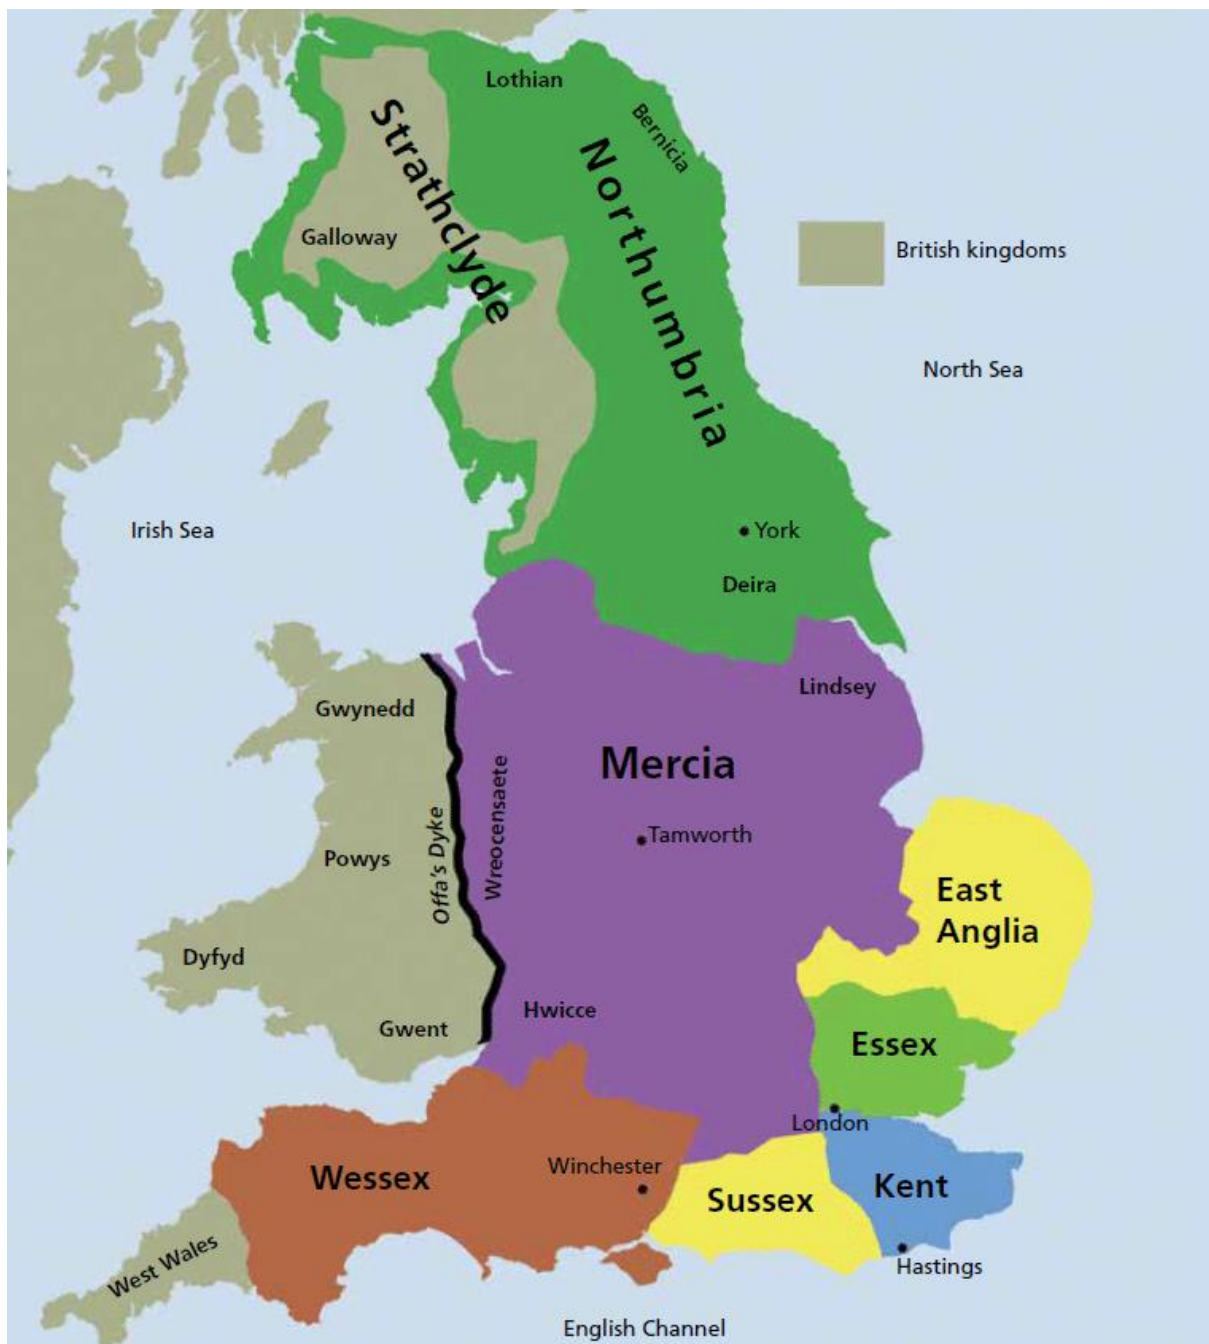 Lothian
Bernicia
Strathclyde
Northumbria
Galloway
British kingdoms
North Sea
Irish Sea
York
Deira
Lindsey
Gwynedd
Mercia
Wreocensaete
Offa's Dyke
Tamworth
Powys
East
Anglia
Dyfyd
Hwicce
Gwent
Essex
London
Wessex
Winchester
Sussex
Kent
West Wales
Hastings
English Channel